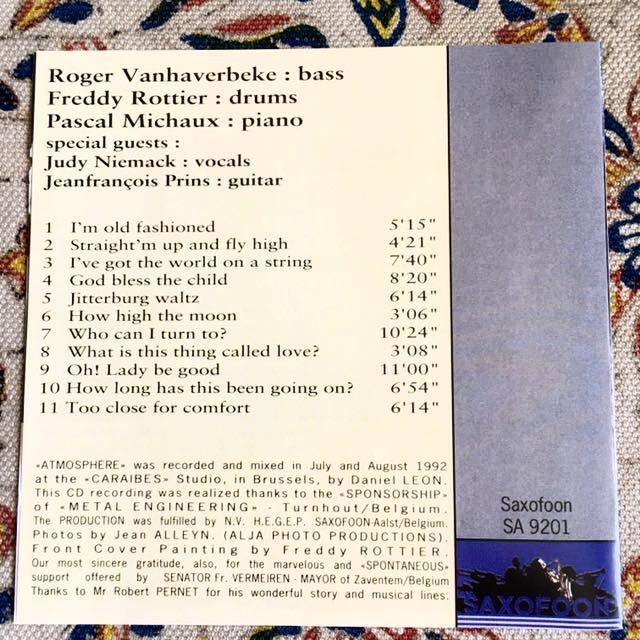 Roger Vanhaverbeke : bass
Freddy Rottier : drums
Pascal Michaux : piano
special guests :
Judy Niemack : vocals
Jeanfrançois Prins : guitar
1 I'm old fashioned 5'15"
2 Straight'm up and fly high 4'21"
3 I've got the world on a string 7'40"
4 God bless the child 8'20"
5 Jitterburg waltz 6'14"
6 How high the moon 3'06"
7 Who can I turn to? 10'24"
8 What is this thing called love? 3'08"
9 Oh! Lady be good 11'00"
10 How long has this been going on? 6'54"
11 Too close for comfort 6'14"
«ATMOSPHERE» was recorded and mixed in July and August 1992
at the «CARAIBES» Studio, in Brussels, by Daniel LEON.
This CD recording was realized thanks to the «SPONSORSHIP»
of «METAL ENGINEERING» - Turnhout/Belgium.
The PRODUCTION was fulfilled by N.V. H.E.G.E.P. SAXOFOON-Aalst/Belgium.
Photos by Jean ALLEYN. (ALJA PHOTO PRODUCTIONS).
Front Cover Painting by Freddy ROTTIER.
Our most sincere gratitude, also, for the marvelous and «SPONTANEOUS»
support offered by SENATOR Fr. VERMEIREN - MAYOR of Zaventem/Belgium
Thanks to Mr Robert PERNET for his wonderful story and musical lines.
Saxofoon
SA 9201
SAXOFOON